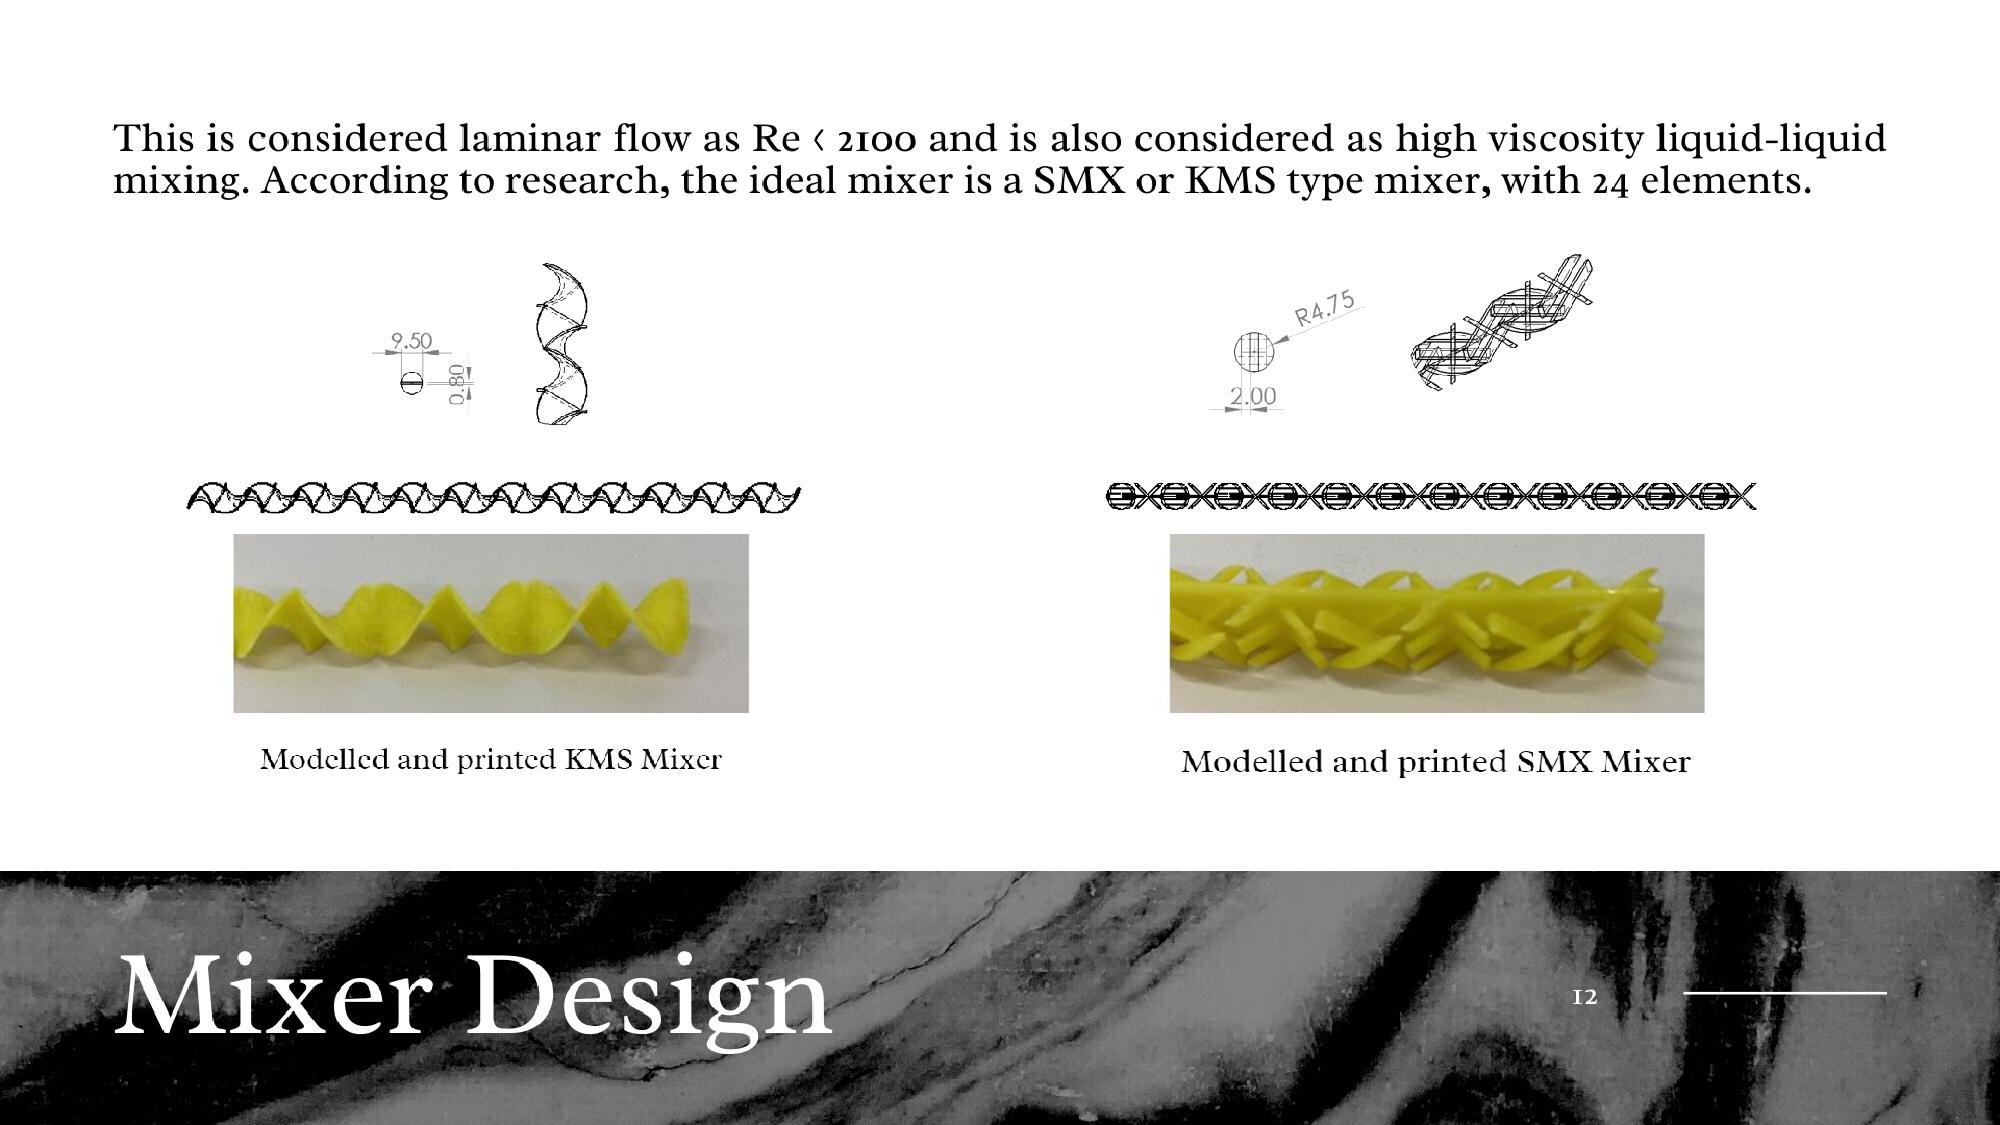 This is considered laminar flow as Re < 2100 and is also considered as high viscosity liquid-liquid
mixing. According to research, the ideal mixer is a SMX or KMS type mixer, with 24 elements.
9.50
0.80
R4.75
2.00
Modelled and printed KMS Mixer
Modelled and printed SMX Mixer
Mixer Design
12